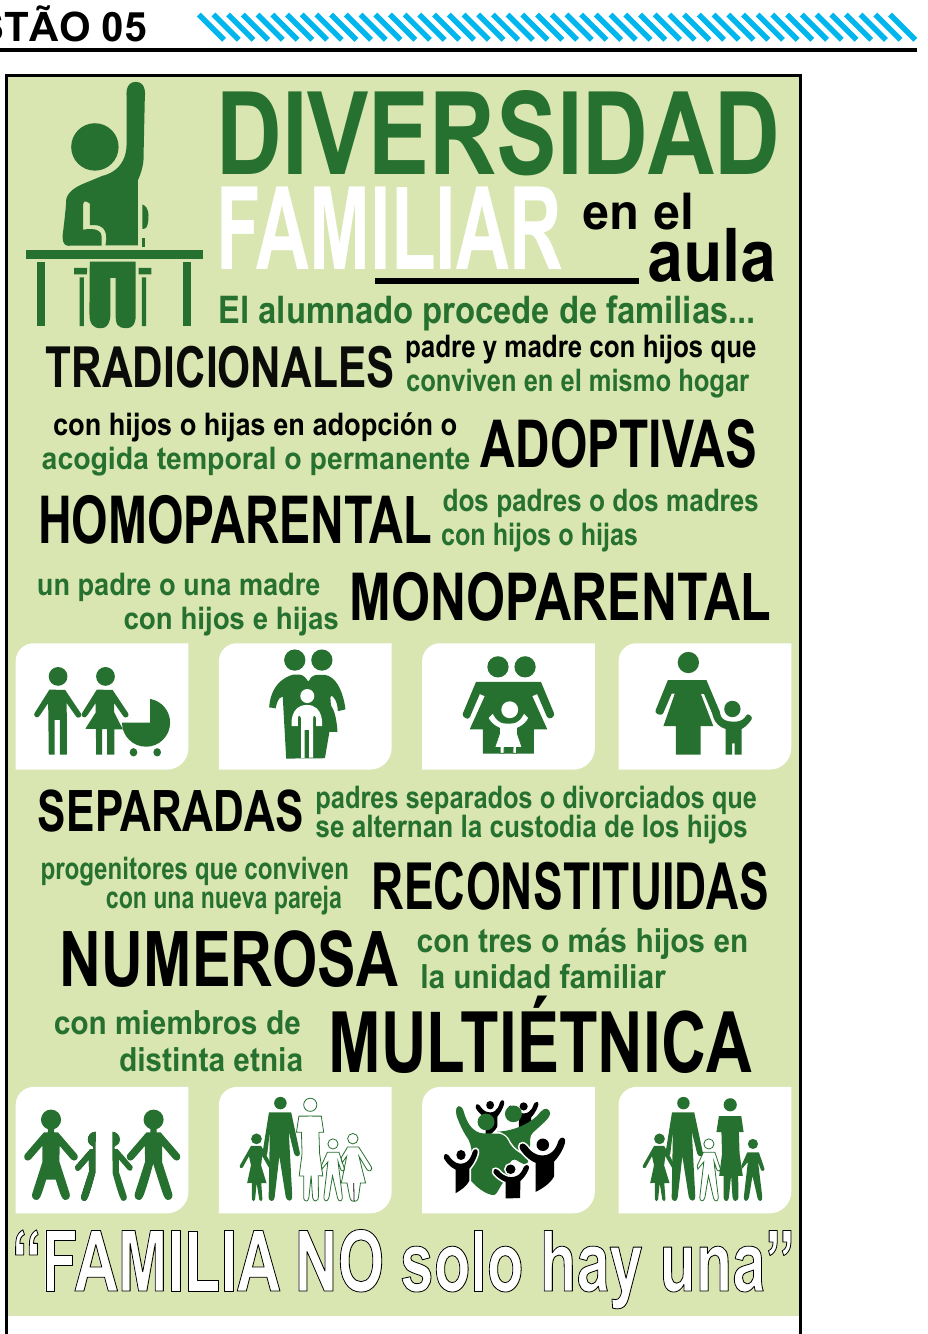 STÃO 05
DIVERSIDAD
FAMILIAR en el
aula
El alumnado procede de familias...
TRADICIONALES padre y madre con hijos que
conviven en el mismo hogar
con hijos o hijas en adopción o
acogida temporal o permanente ADOPTIVAS
HOMOPARENTAL dos padres o dos madres
con hijos o hijas
un padre o una madre
con hijos e hijas MONOPARENTAL
SEPARADAS padres separados o divorciados que
se alternan la custodia de los hijos
progenitores que conviven
con una nueva pareja RECONSTITUIDAS
NUMEROSA con tres o más hijos en
la unidad familiar
con miembros de
distinta etnia MULTIÉTNICA
“FAMILIA NO solo hay una”